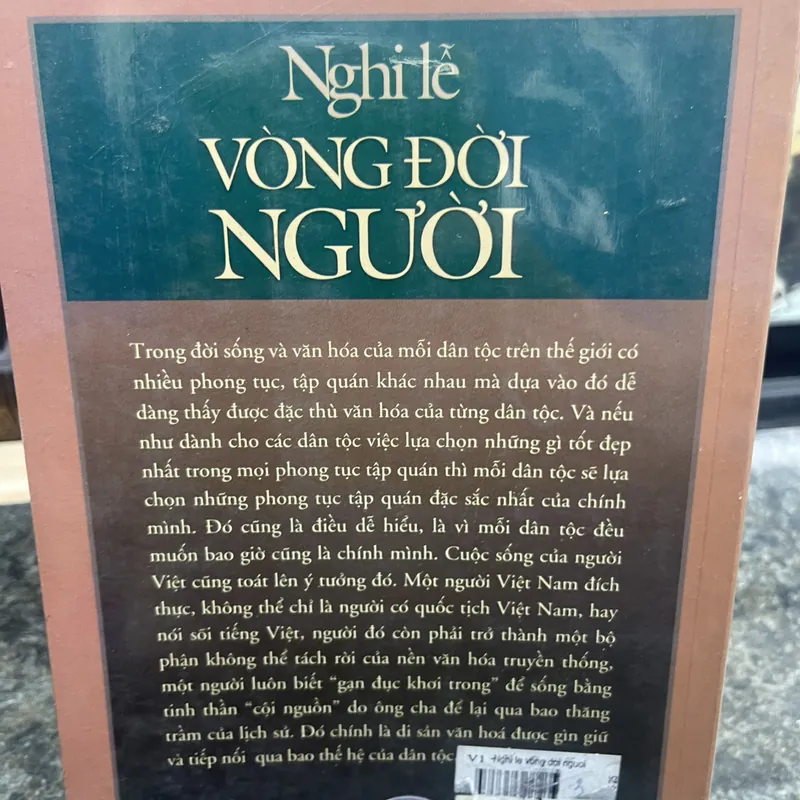 Nghi lễ
VÒNG ĐỜI
NGƯỜI
Trong đời sống và văn hóa của mỗi dân tộc trên thế giới có
nhiều phong tục, tập quán khác nhau mà dựa vào đó dễ
dàng thấy được đặc thù văn hóa của từng dân tộc. Và nếu
như dành cho các dân tộc việc lựa chọn những gì tốt đẹp
nhất trong mọi phong tục tập quán thì mỗi dân tộc sẽ lựa
chọn những phong tục tập quán đặc sắc nhất của chính
mình. Đó cũng là điều dễ hiểu, là vì mỗi dân tộc đều
muốn bao giờ cũng là chính mình. Cuộc sống của người
Việt cũng toát lên ý tưởng đó. Một người Việt Nam đích
thực, không thể chỉ là người có quốc tịch Việt Nam, hay
nói sõi tiếng Việt, người đó còn phải trở thành một bộ
phận không thể tách rời của nền văn hóa truyền thống,
một người luôn biết "gạn đục khơi trong" để sống bằng
tinh thần "cội nguồn" do ông cha để lại qua bao thăng
trầm của lịch sử. Đó chính là di sản văn hoá được gìn giữ
và tiếp nối qua bao thế hệ của dân tộc
V1 -Nghi le vong doi nguoi